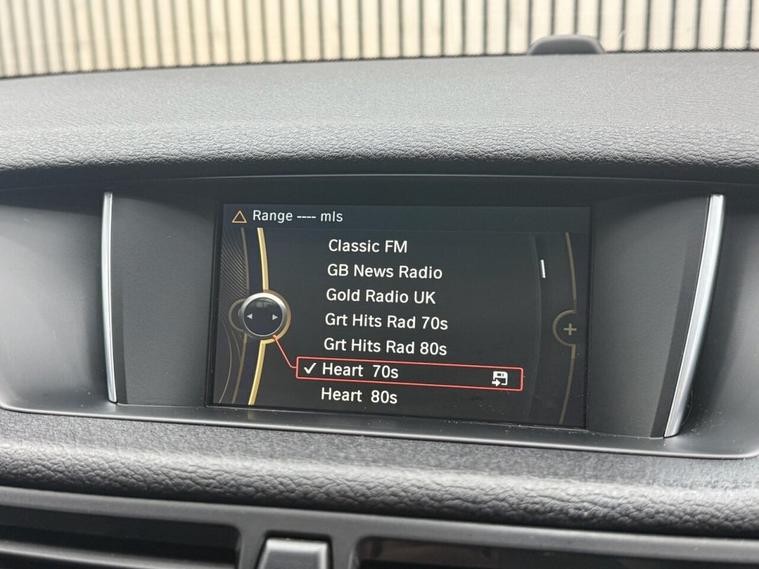 Range ---- mls
Classic FM
GB News Radio
Gold Radio UK
Grt Hits Rad 70s
Grt Hits Rad 80s
Heart 70s
Heart 80s